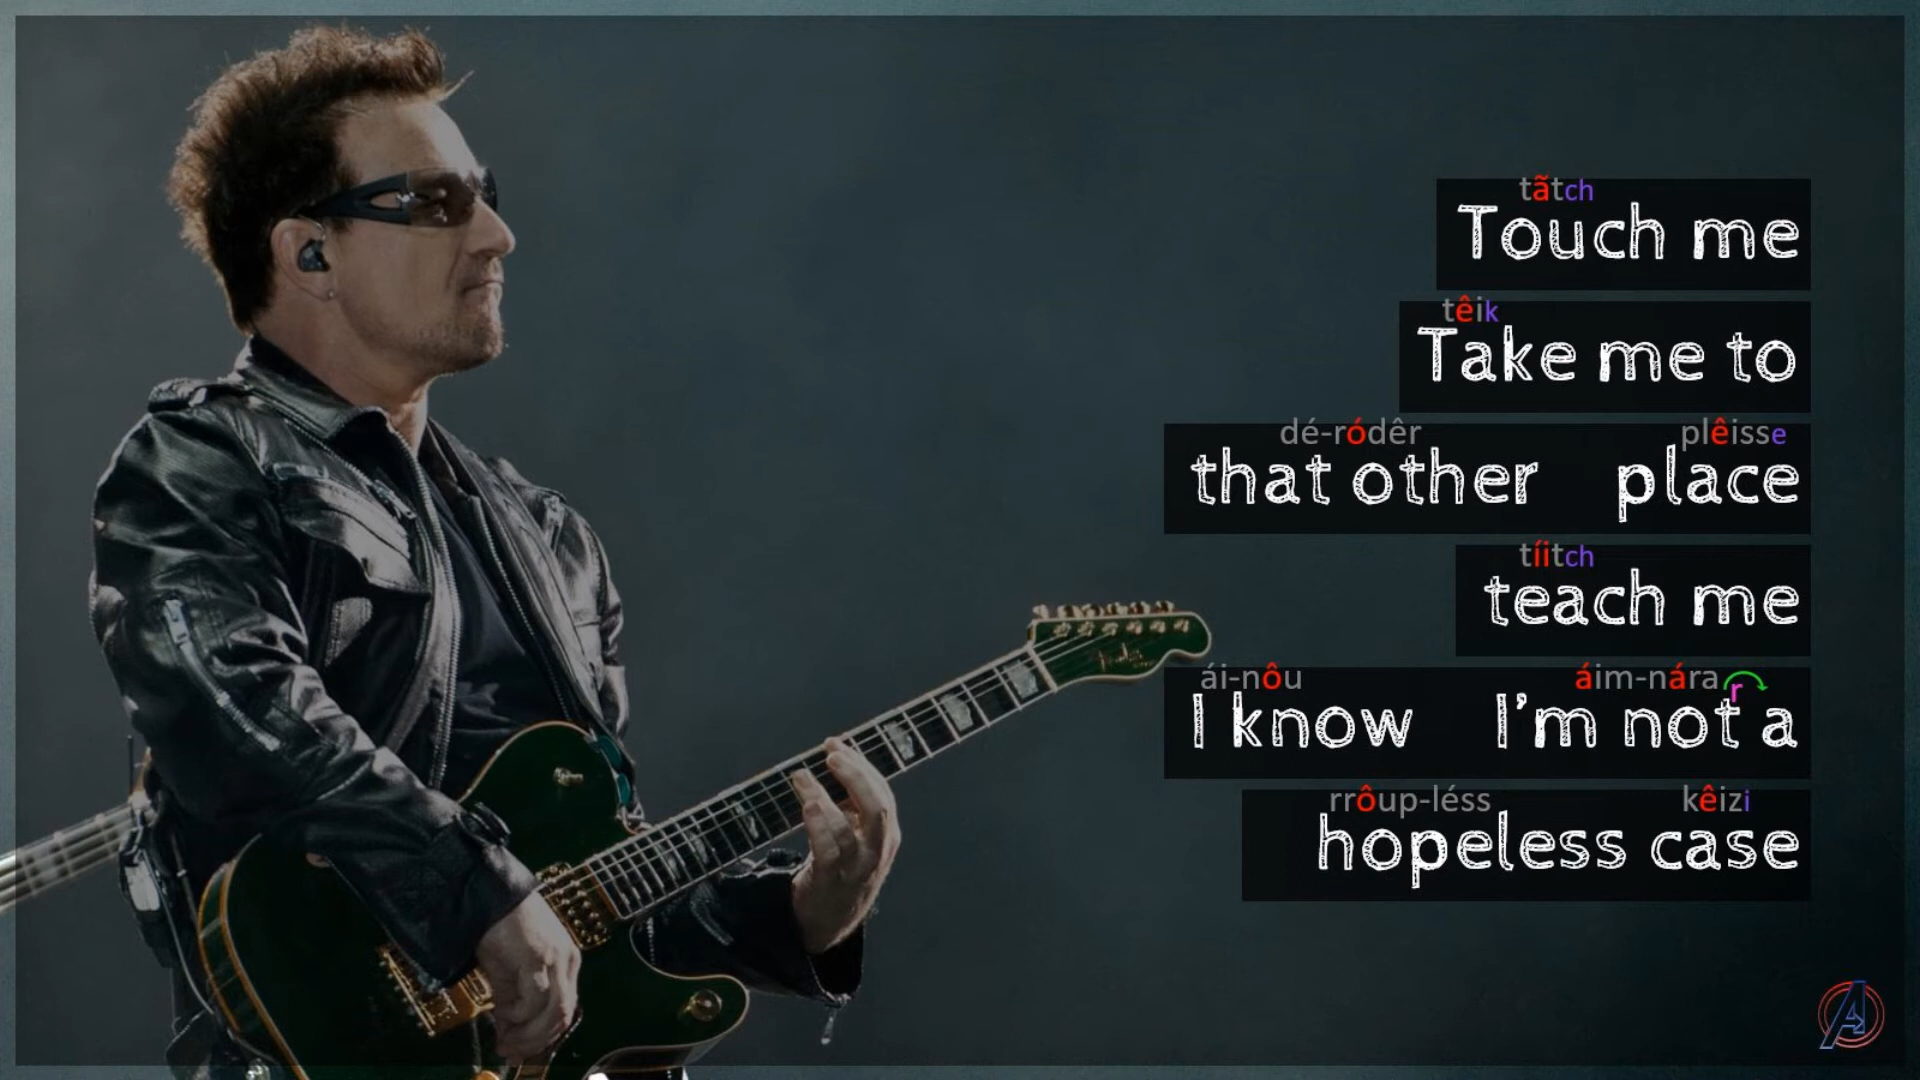 tãtch
Touch me
têik
Take me to
dé-ródêr plêisse
that other place
tíitch
teach me
ái-nôu áim-nára r
I know I'm not a
rrôup-léss kêizi
hopeless case